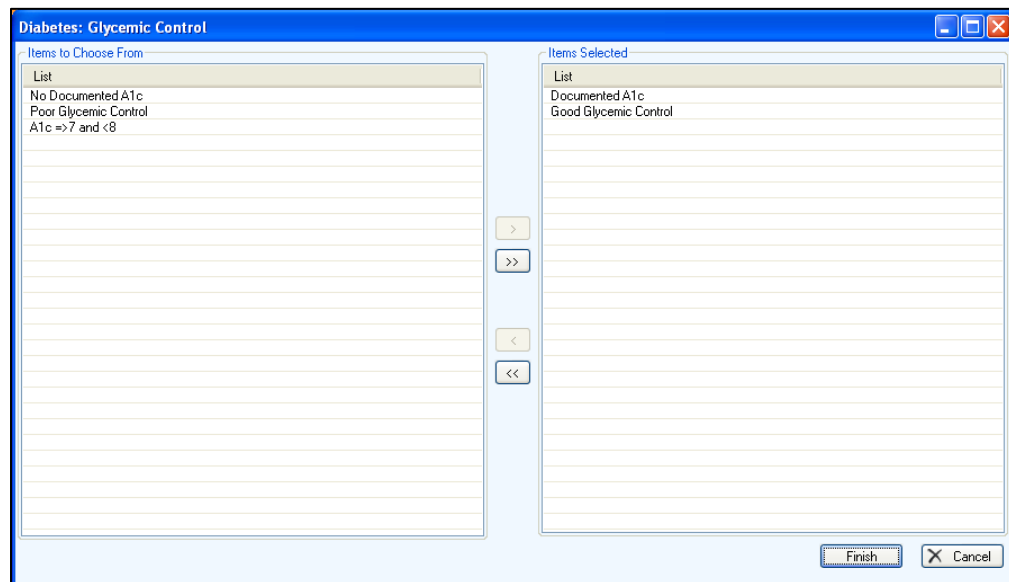 Diabetes: Glycemic Control
Items to Choose From
List
No Documented A1c
Poor Glycemic Control
A1c =>7 and <8
>
>>
<
<<
Items Selected
List
Documented A1c
Good Glycemic Control
Finish
Cancel